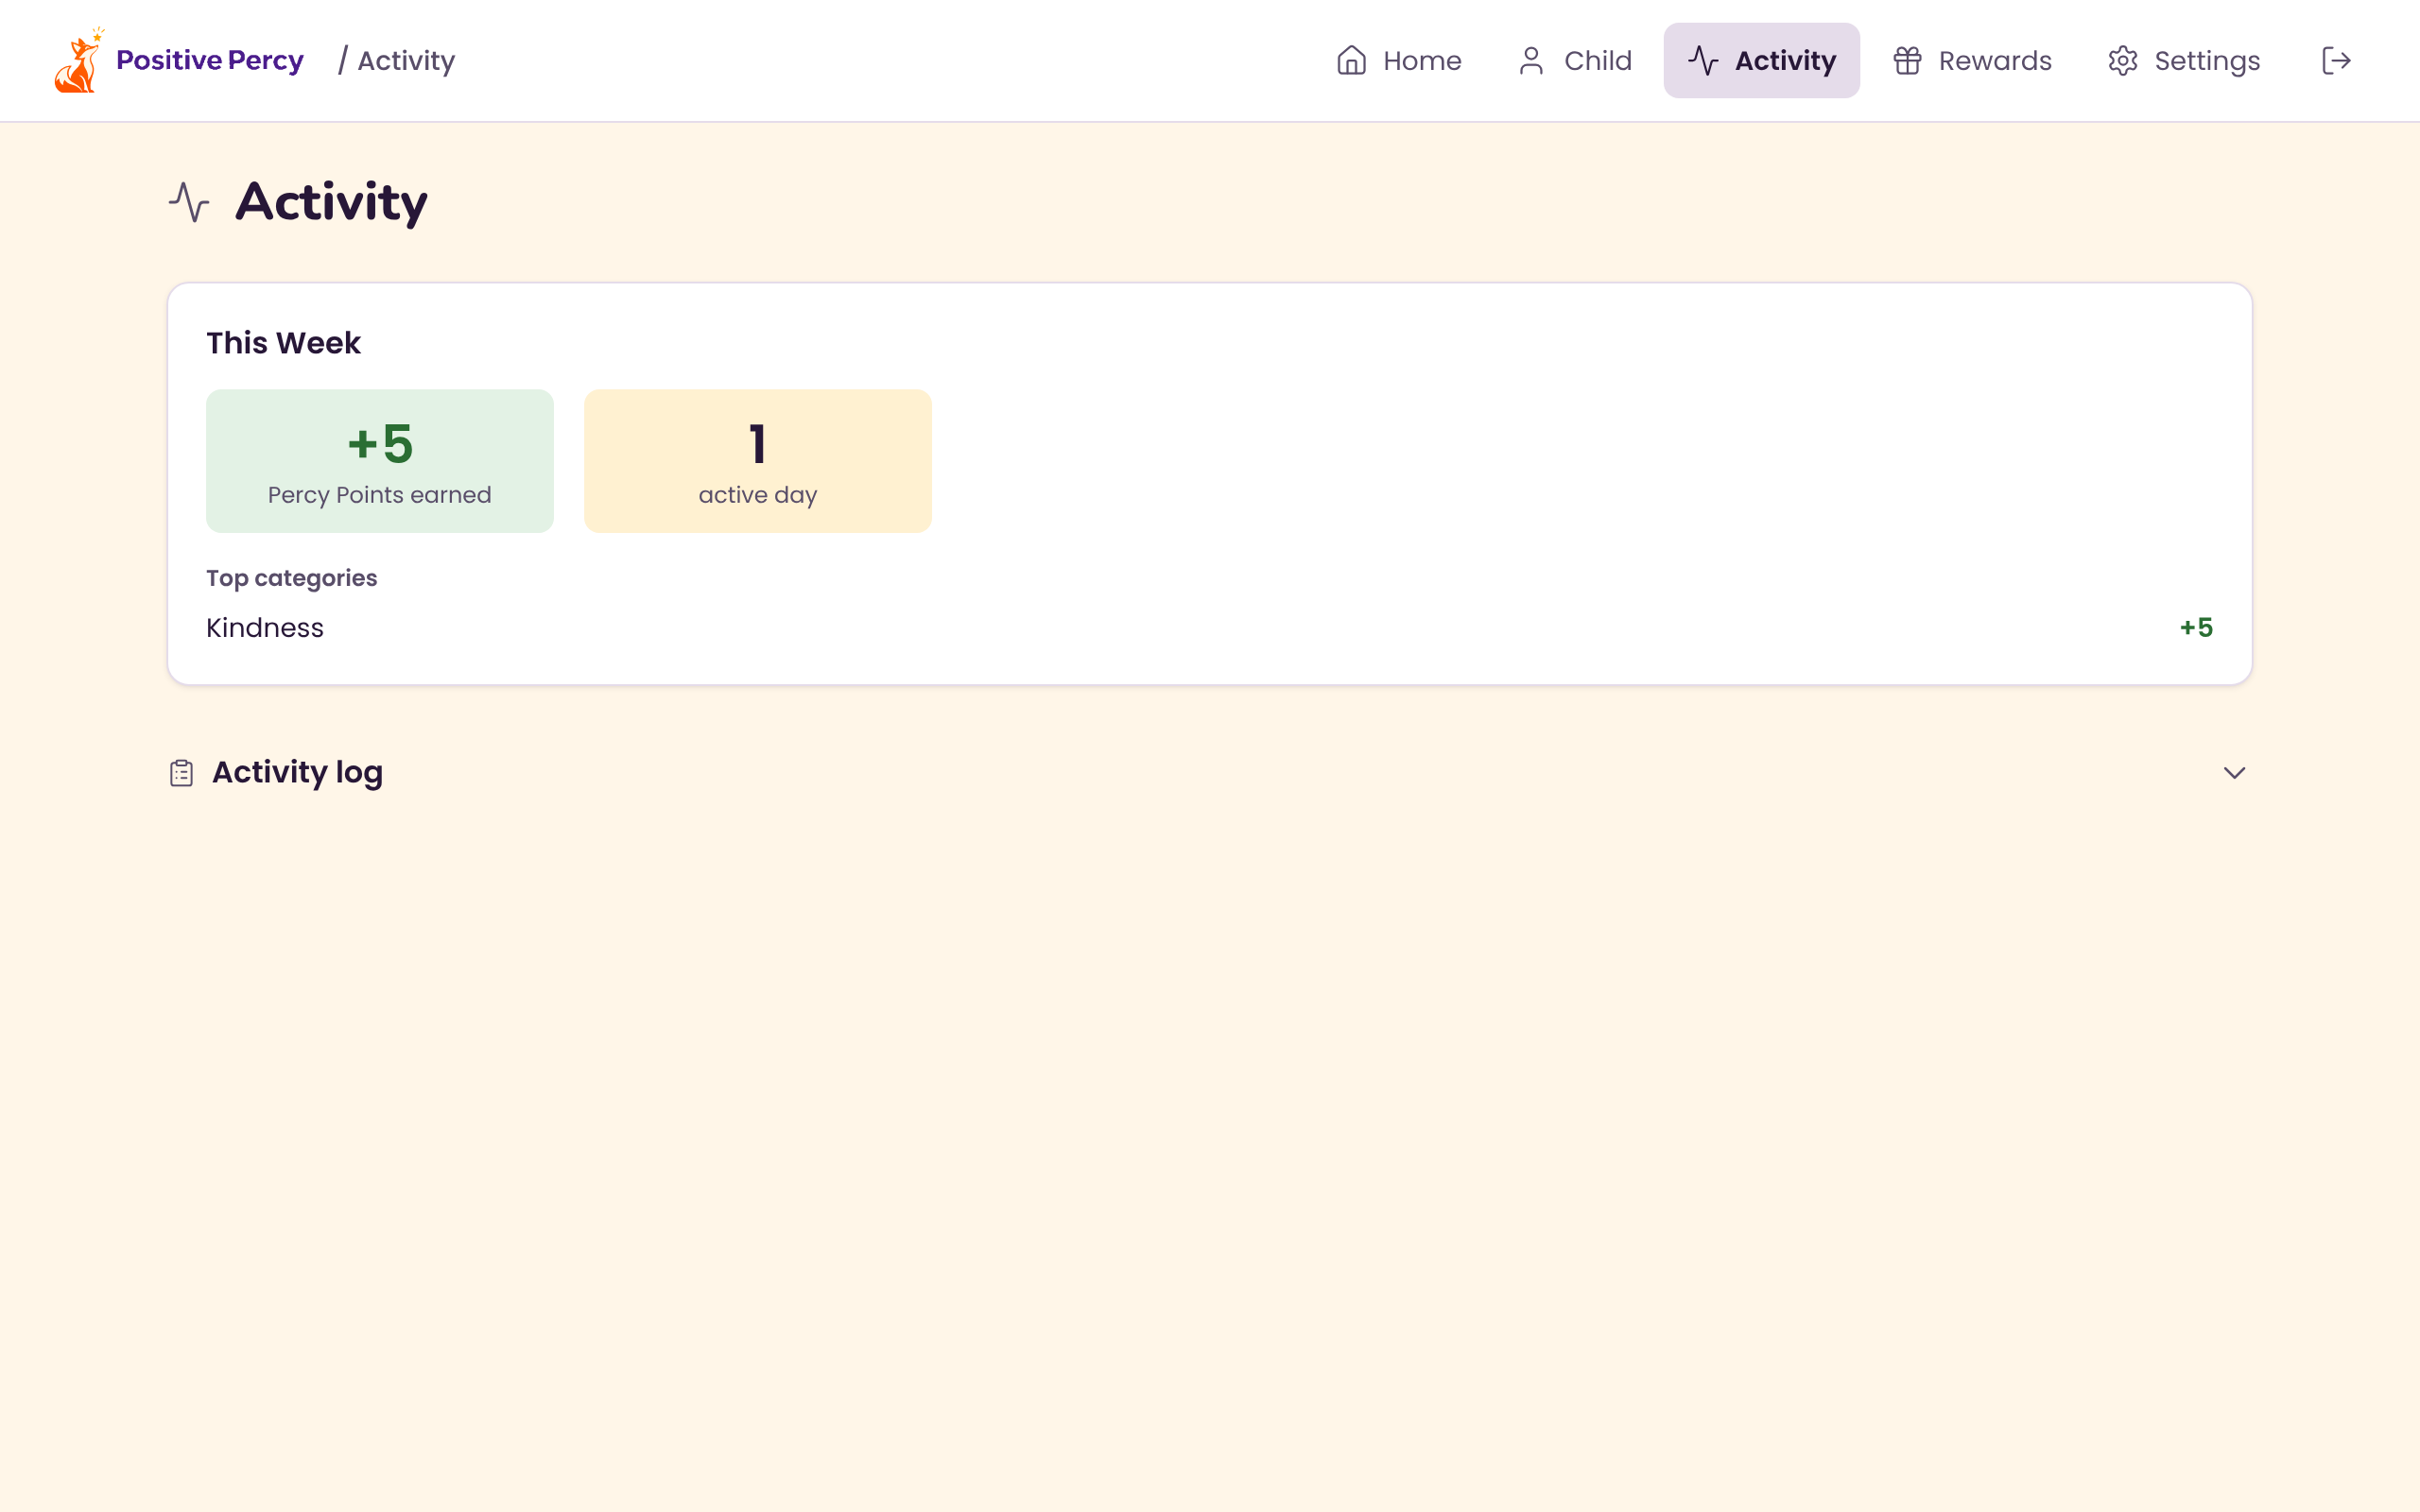 Positive Percy / Activity
Home Child Activity Rewards Settings
Activity
This Week
+5 1
Percy Points earned active day
Top categories
Kindness +5
Activity log